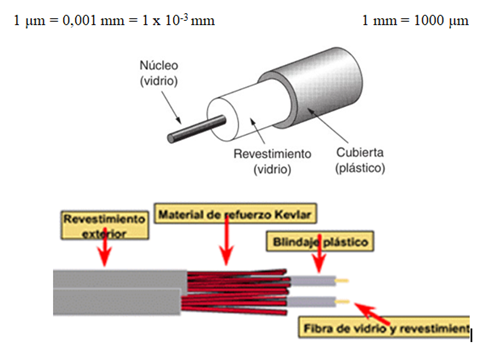 1 μm = 0,001 mm = 1 x 10⁻³ mm
1 mm = 1000 μm
Núcleo
(vidrio)
Revestimiento
(vidrio)
Cubierta
(plástico)
Revestimiento
exterior
Material de refuerzo Kevlar
Blindaje plástico
Fibra de vidrio y revestimient